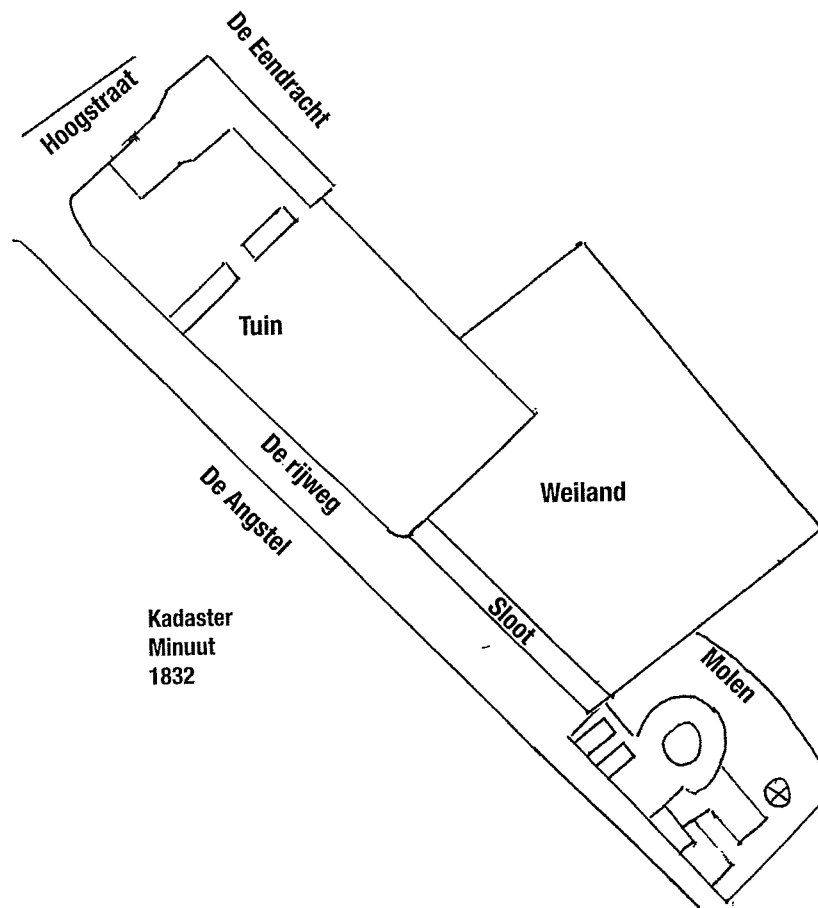 De Eendracht
Hoogstraat
Tuin
De rijweg
De Angstel
Weiland
Sloot
Kadaster
Minuut
1832
Molen